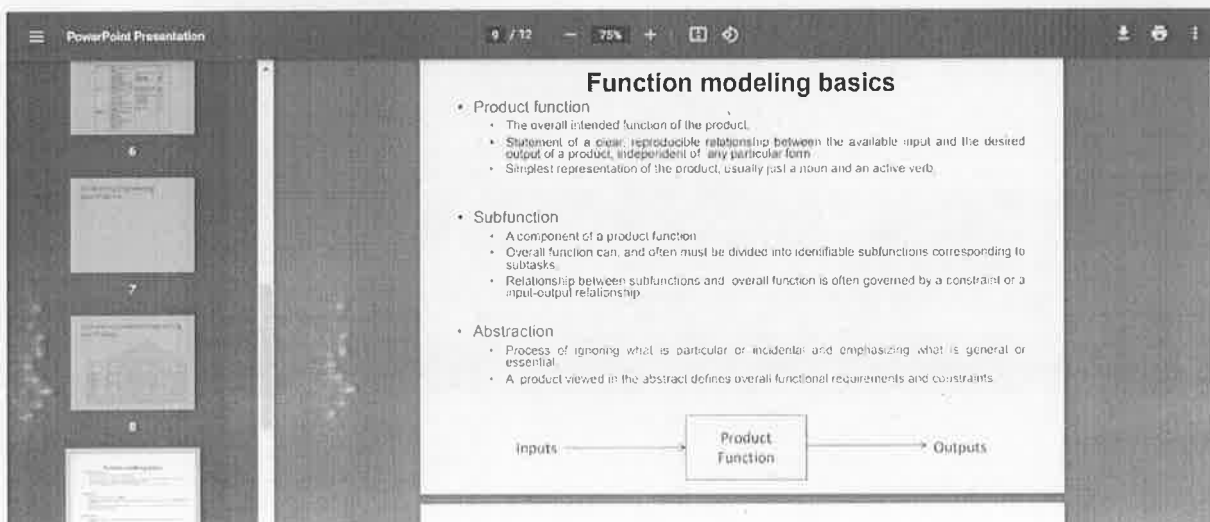 PowerPoint Presentation
9 / 12
75%
6
7
8
Function modeling basics
• Product function
• The overall intended function of the product.
• Statement of a clear, reproducible relationship between the available input and the desired
output of a product, independent of any particular form
• Simplest representation of the product, usually just a noun and an active verb
• Subfunction
• A component of a product function
• Overall function can, and often must be divided into identifiable subfunctions corresponding to
subtasks.
• Relationship between subfunctions and overall function is often governed by a constraint or a
input-output relationship
• Abstraction
• Process of ignoring what is particular or incidental and emphasizing what is general or
essential.
• A product viewed in the abstract defines overall functional requirements and constraints
Inputs
Product
Function
Outputs